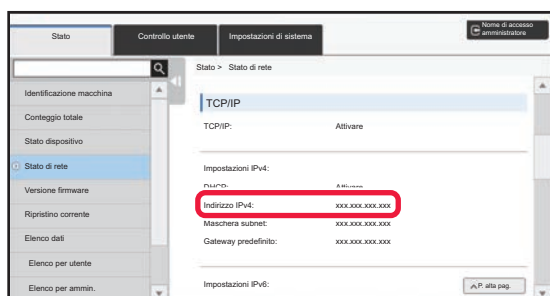 Stato
Controllo utente
Impostazioni di sistema
Nome di accesso
amministratore
Stato > Stato di rete
Identificazione macchina
Conteggio totale
Stato dispositivo
Stato di rete
Versione firmware
Ripristino corrente
Elenco dati
Elenco per utente
Elenco per ammin.
TCP/IP
TCP/IP: Attivare
Impostazioni IPv4:
DHCP: Attivare
Indirizzo IPv4: xxx.xxx.xxx.xxx
Maschera subnet: xxx.xxx.xxx.xxx
Gateway predefinito: xxx.xxx.xxx.xxx
Impostazioni IPv6:
P. alta pag.